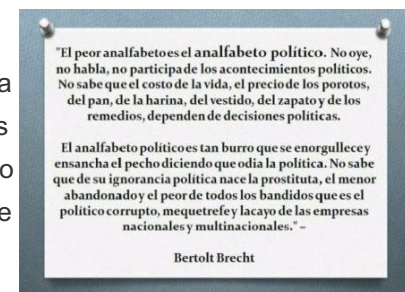 a
s
o
e
"El peor analfabeto es el analfabeto político. No oye,
no habla, no participa de los acontecimientos políticos.
No sabe que el costo de la vida, el precio de los porotos,
del pan, de la harina, del vestido, del zapato y de los
remedios, dependen de decisiones políticas.
El analfabeto político es tan burro que se enorgullece y
ensancha el pecho diciendo que odia la política. No sabe
que de su ignorancia política nace la prostituta, el menor
abandonado y el peor de todos los bandidos que es el
político corrupto, mequetrefe y lacayo de las empresas
nacionales y multinacionales." –
Bertolt Brecht